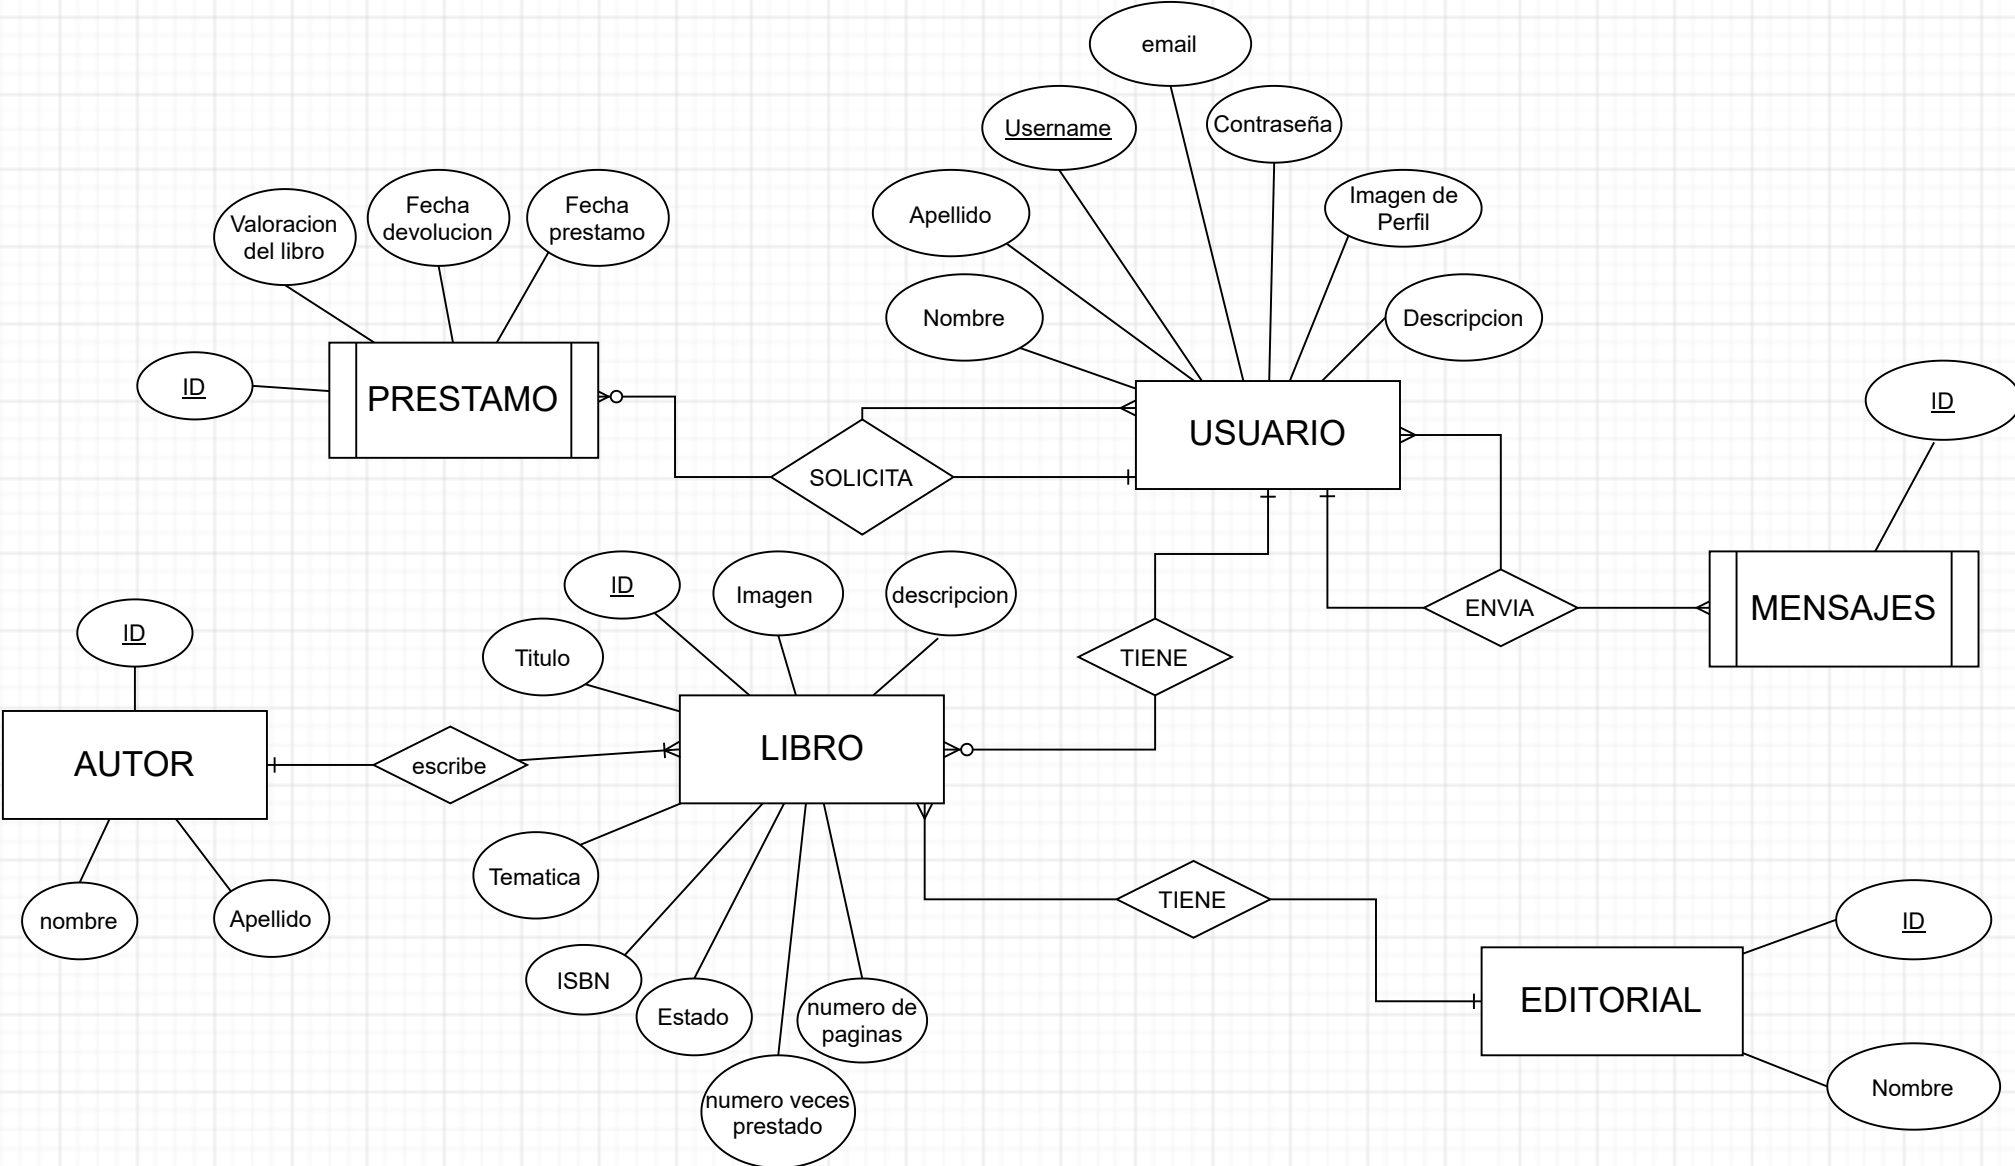 email
Username
Contraseña
Apellido
Imagen de
Perfil
Valoracion
del libro
Fecha
devolucion
Fecha
prestamo
Nombre
Descripcion
ID
PRESTAMO
USUARIO
ID
SOLICITA
ID
Imagen
descripcion
ENVIA
MENSAJES
ID
Titulo
TIENE
AUTOR
escribe
LIBRO
Tematica
TIENE
nombre
Apellido
ID
ISBN
Estado
numero de
paginas
EDITORIAL
numero veces
prestado
Nombre